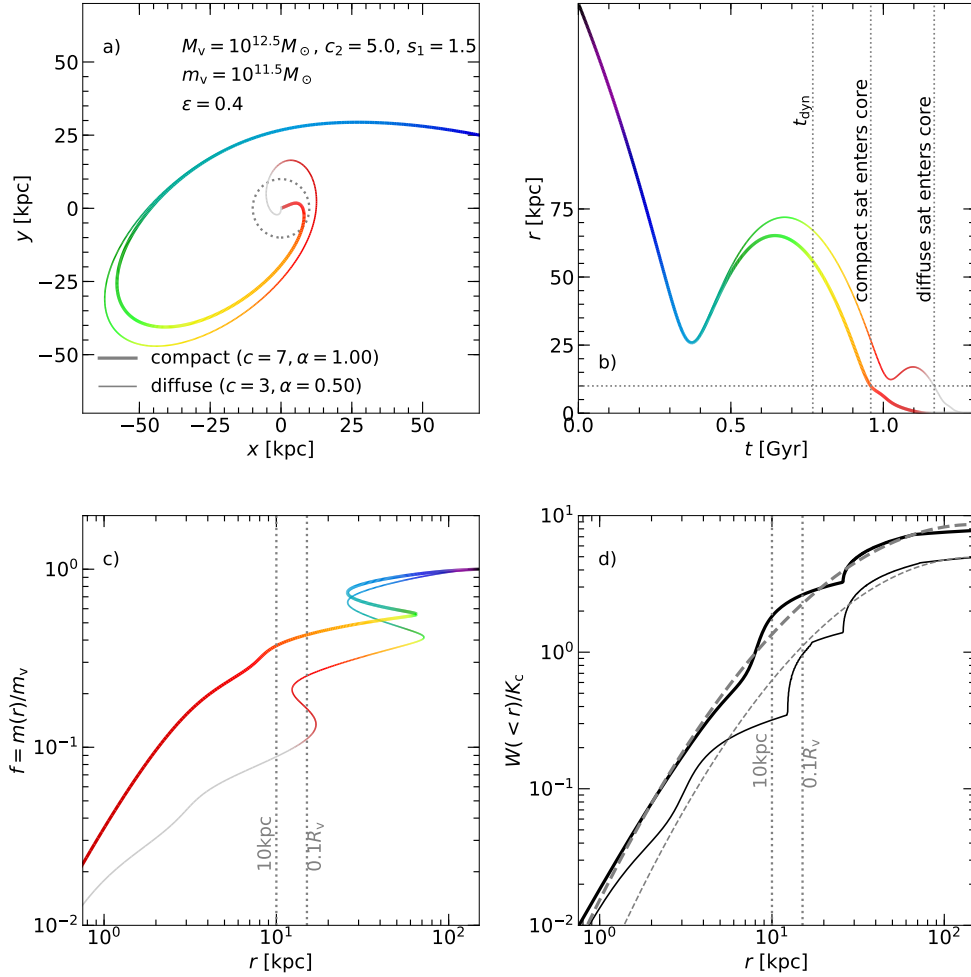 a)
M_v = 10^12.5 M_⊙, c_2 = 5.0, s_1 = 1.5
m_v = 10^11.5 M_⊙
ε = 0.4
50
25
0
−25
−50
y [kpc]
compact (c = 7, α = 1.00)
diffuse (c = 3, α = 0.50)
−50 −25 0 25 50
x [kpc]
t_dyn
compact sat enters core
diffuse sat enters core
75
50
25
0
r [kpc]
b)
0.0 0.5 1.0
t [Gyr]
c)
10^0
10^−1
10^−2
f = m(r)/m_v
10kpc
0.1R_v
10^0 10^1 10^2
r [kpc]
d)
10^1
10^0
10^−1
10^−2
W(< r)/K_c
10kpc
0.1R_v
10^0 10^1 10^2
r [kpc]